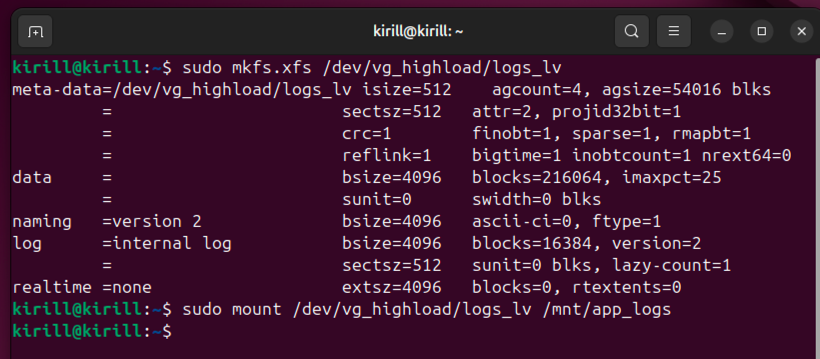 kirill@kirill: ~
kirill@kirill:~$ sudo mkfs.xfs /dev/vg_highload/logs_lv
meta-data=/dev/vg_highload/logs_lv isize=512    agcount=4, agsize=54016 blks
         =                       sectsz=512   attr=2, projid32bit=1
         =                       crc=1        finobt=1, sparse=1, rmapbt=1
         =                       reflink=1    bigtime=1 inobtcount=1 nrext64=0
data     =                       bsize=4096   blocks=216064, imaxpct=25
         =                       sunit=0      swidth=0 blks
naming   =version 2              bsize=4096   ascii-ci=0, ftype=1
log      =internal log           bsize=4096   blocks=16384, version=2
         =                       sectsz=512   sunit=0 blks, lazy-count=1
realtime =none                   extsz=4096   blocks=0, rtextents=0
kirill@kirill:~$ sudo mount /dev/vg_highload/logs_lv /mnt/app_logs
kirill@kirill:~$